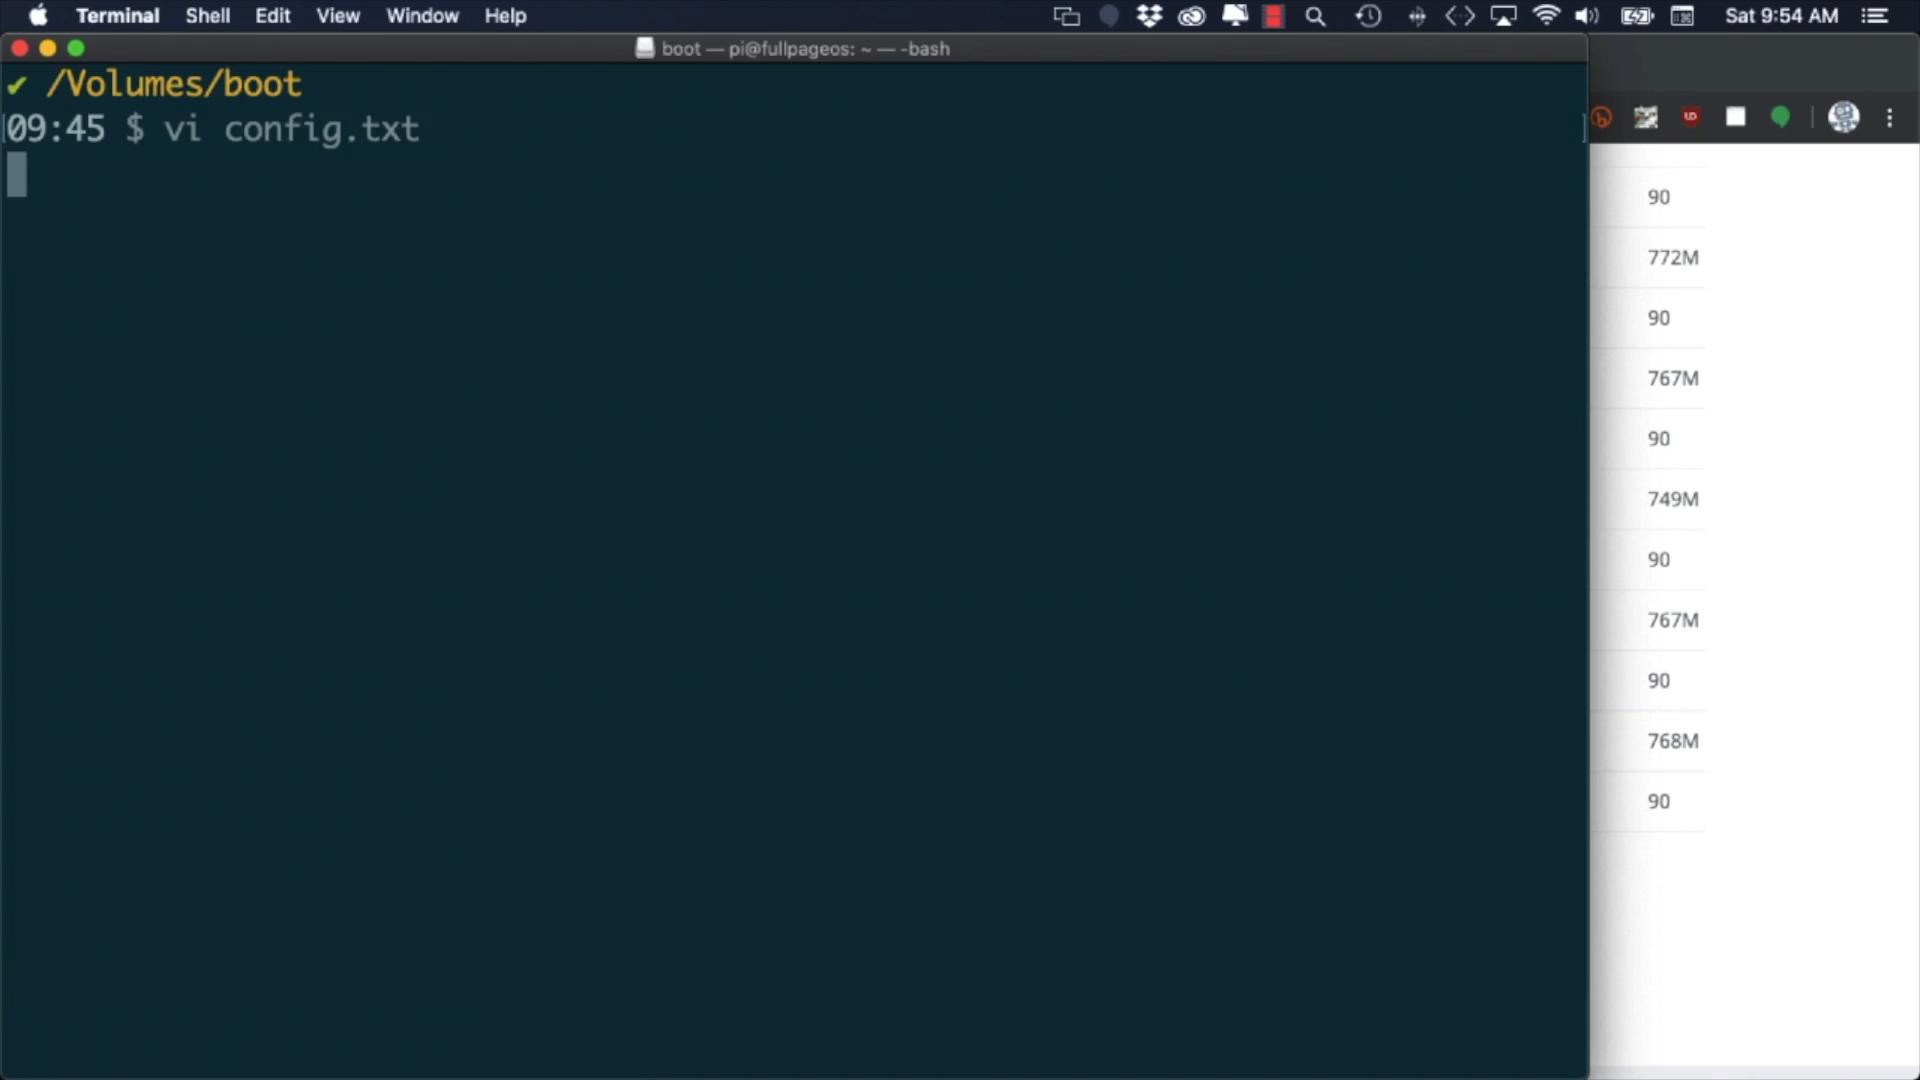 Terminal Shell Edit View Window Help Sat 9:54 AM
boot — pi@fullpageos: ~ — -bash
✔ /Volumes/boot
09:45 $ vi config.txt
90
772M
90
767M
90
749M
90
767M
90
768M
90